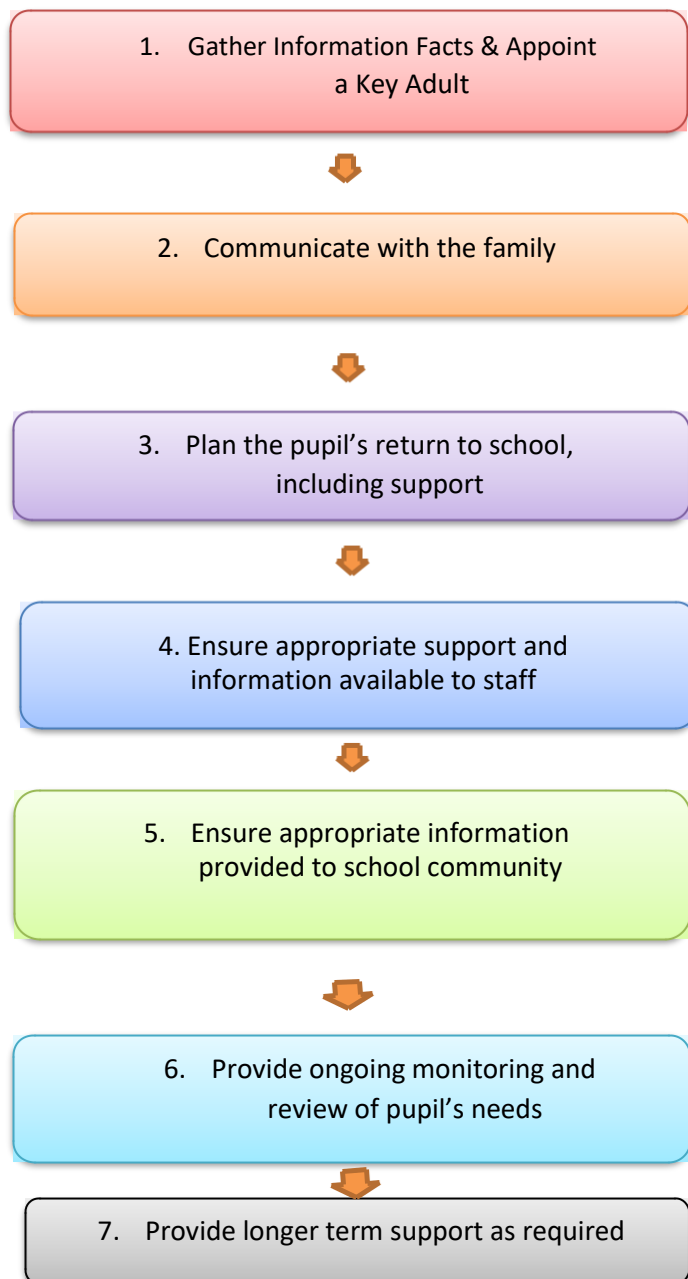 1. Gather Information Facts & Appoint
a Key Adult
2. Communicate with the family
3. Plan the pupil’s return to school,
including support
4. Ensure appropriate support and
information available to staff
5. Ensure appropriate information
provided to school community
6. Provide ongoing monitoring and
review of pupil’s needs
7. Provide longer term support as required